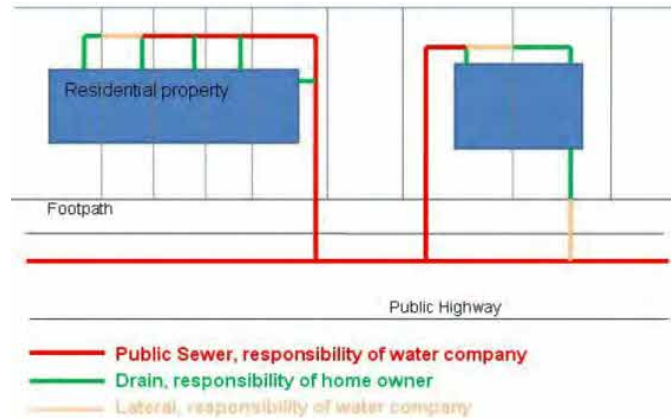 Residential property
Footpath
Public Highway
Public Sewer, responsibility of water company
Drain, responsibility of home owner
Lateral, responsibility of water company